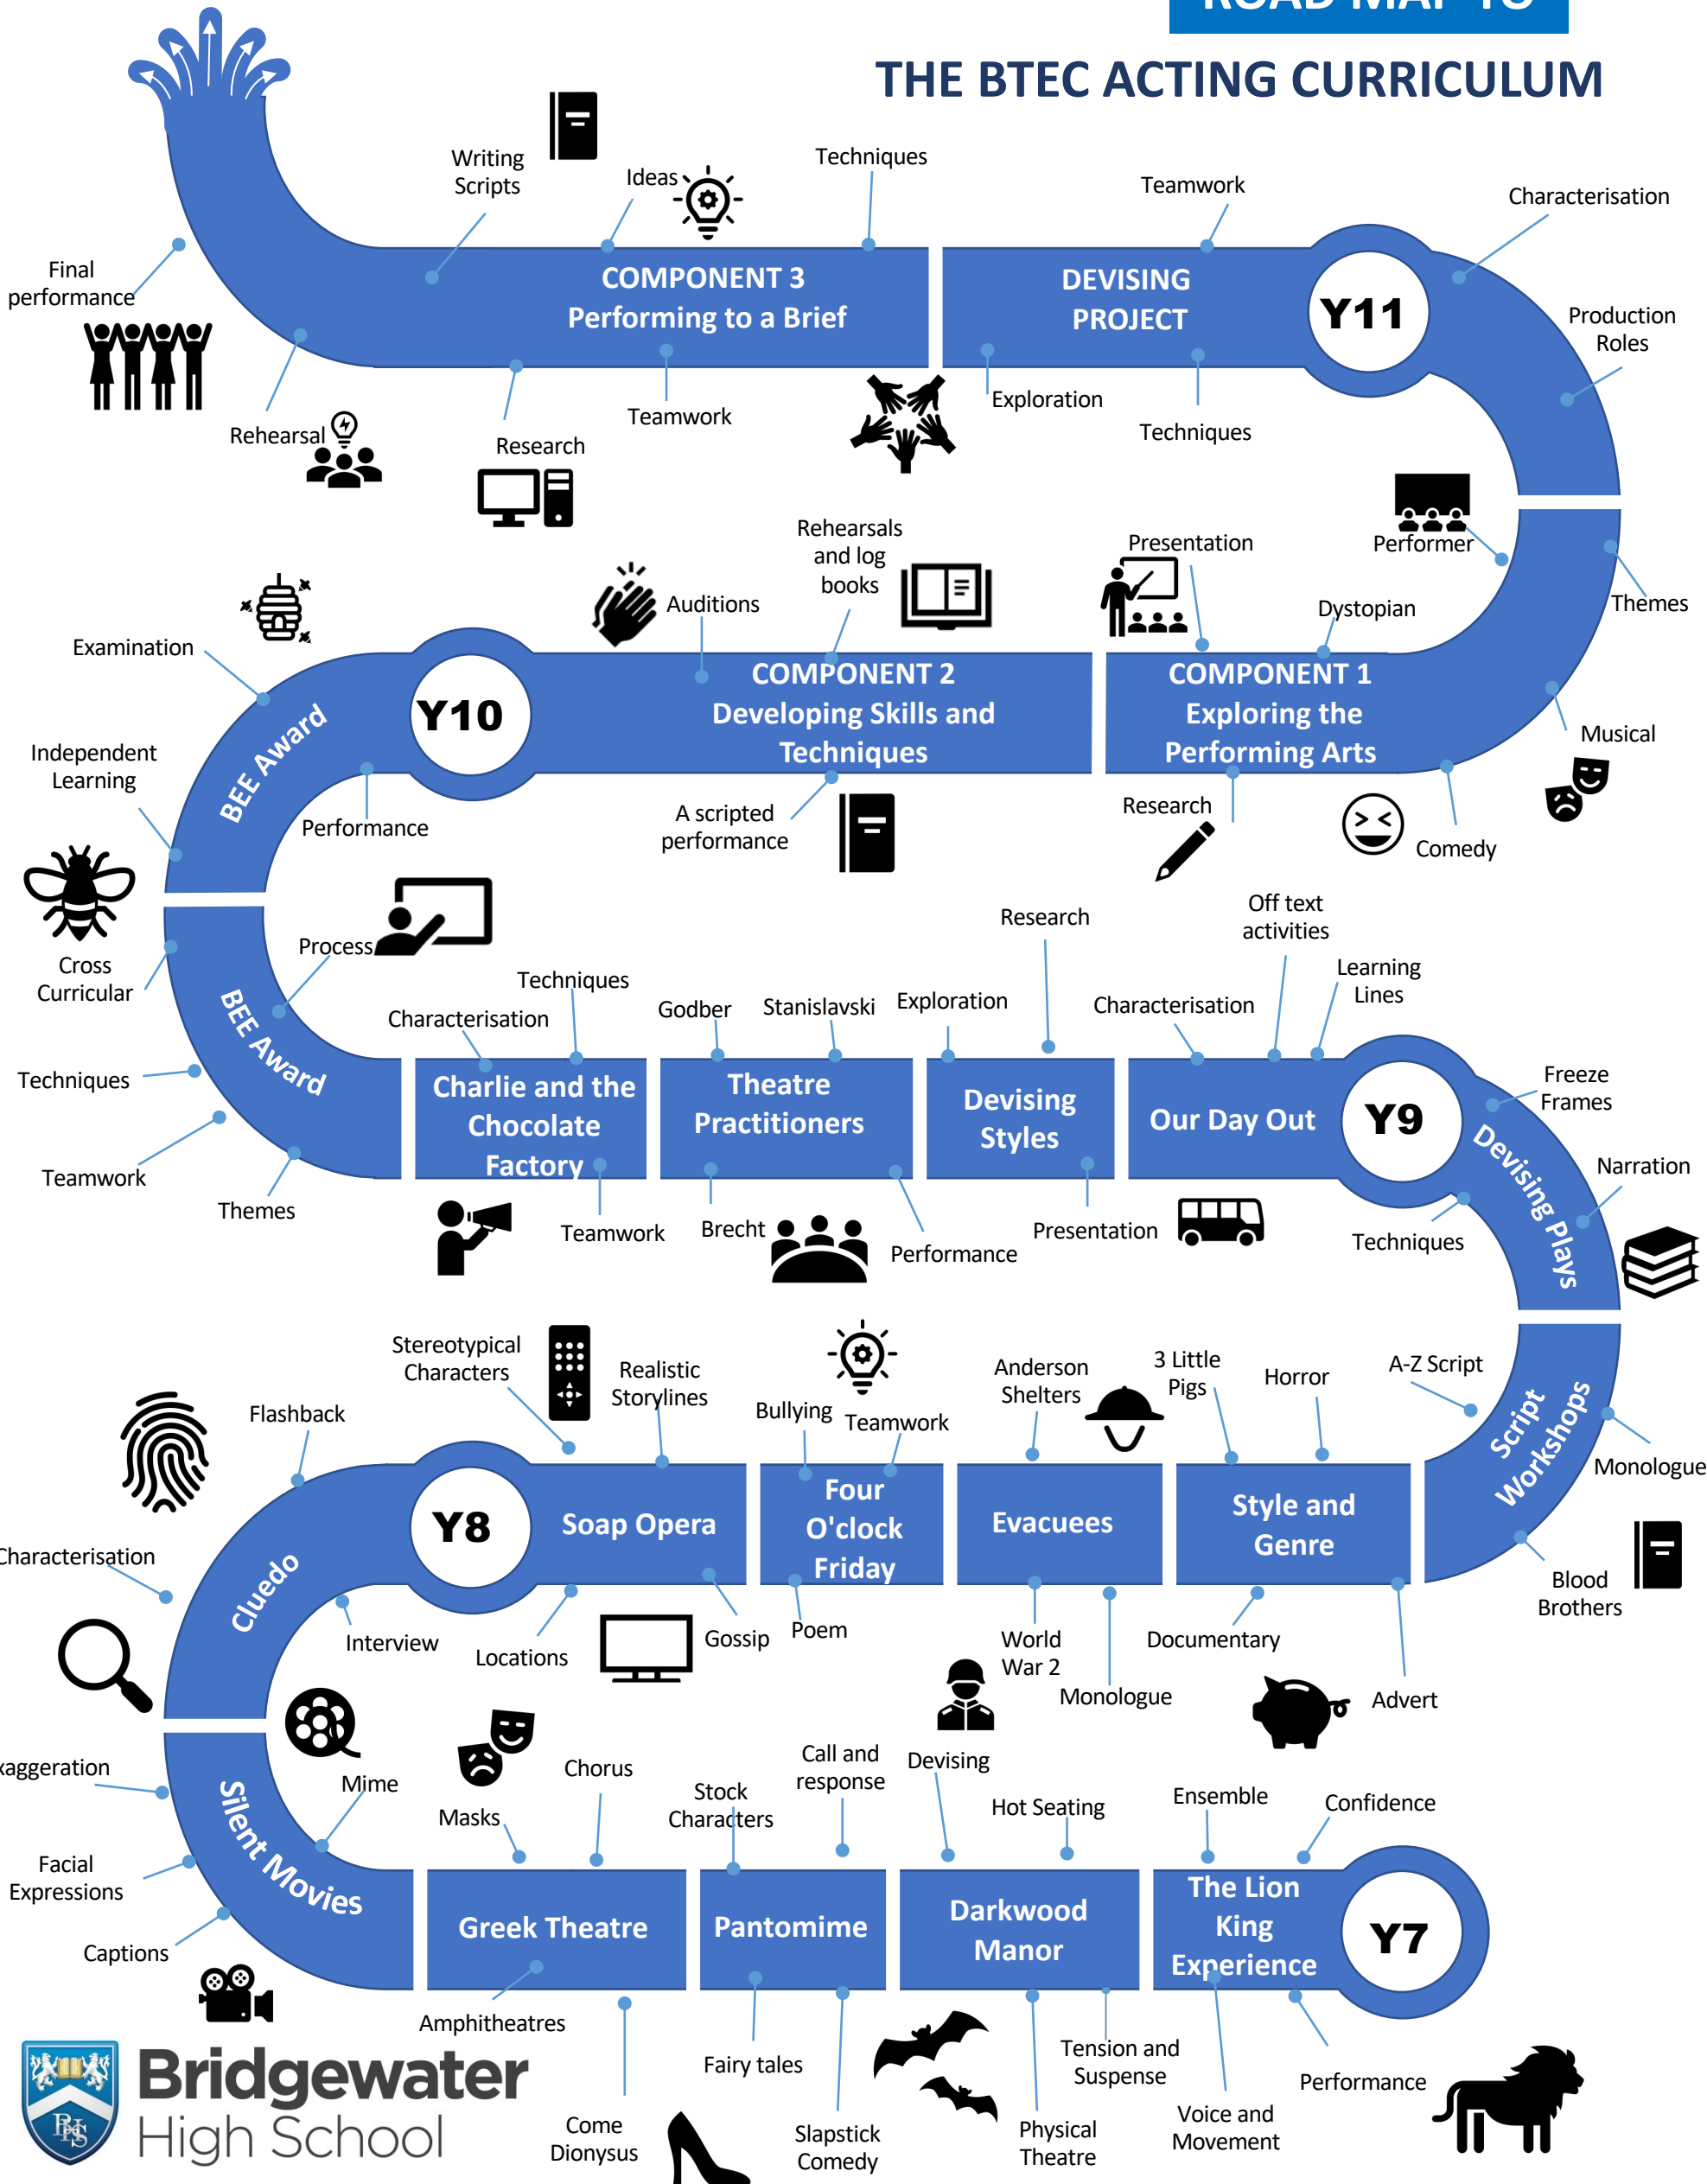 ROAD MAP TO
THE BTEC ACTING CURRICULUM
Writing
Scripts
Ideas
Techniques
Teamwork
Characterisation
Final
performance
COMPONENT 3
Performing to a Brief
DEVISING
PROJECT
Y11
Production
Roles
Rehearsal
Research
Teamwork
Exploration
Techniques
Rehearsals
and log
books
Presentation
Performer
Auditions
Dystopian
Themes
Examination
BEE Award
Y10
COMPONENT 2
Developing Skills and
Techniques
COMPONENT 1
Exploring the
Performing Arts
Independent
Learning
Musical
Performance
A scripted
performance
Research
Comedy
Cross
Curricular
Process
BEE Award
Techniques
Teamwork
Themes
Characterisation
Techniques
Godber
Stanislavski
Exploration
Research
Characterisation
Off text
activities
Learning
Lines
Charlie and the
Chocolate
Factory
Theatre
Practitioners
Devising
Styles
Our Day Out
Y9
Freeze
Frames
Devising Plays
Narration
Teamwork
Brecht
Performance
Presentation
Techniques
Stereotypical
Characters
Realistic
Storylines
Bullying
Teamwork
Anderson
Shelters
3 Little
Pigs
Horror
A-Z Script
Script
Workshops
Monologue
Flashback
Cluedo
Y8
Soap Opera
Four
O'clock
Friday
Evacuees
Style and
Genre
Characterisation
Blood
Brothers
Interview
Locations
Gossip
Poem
World
War 2
Monologue
Documentary
Advert
xaggeration
Mime
Silent Movies
Facial
Expressions
Captions
Masks
Chorus
Stock
Characters
Call and
response
Devising
Hot Seating
Ensemble
Confidence
Greek Theatre
Pantomime
Darkwood
Manor
The Lion
King
Experience
Y7
Amphitheatres
Come
Dionysus
Fairy tales
Slapstick
Comedy
Physical
Theatre
Tension and
Suspense
Voice and
Movement
Performance
BHS
Bridgewater
High School